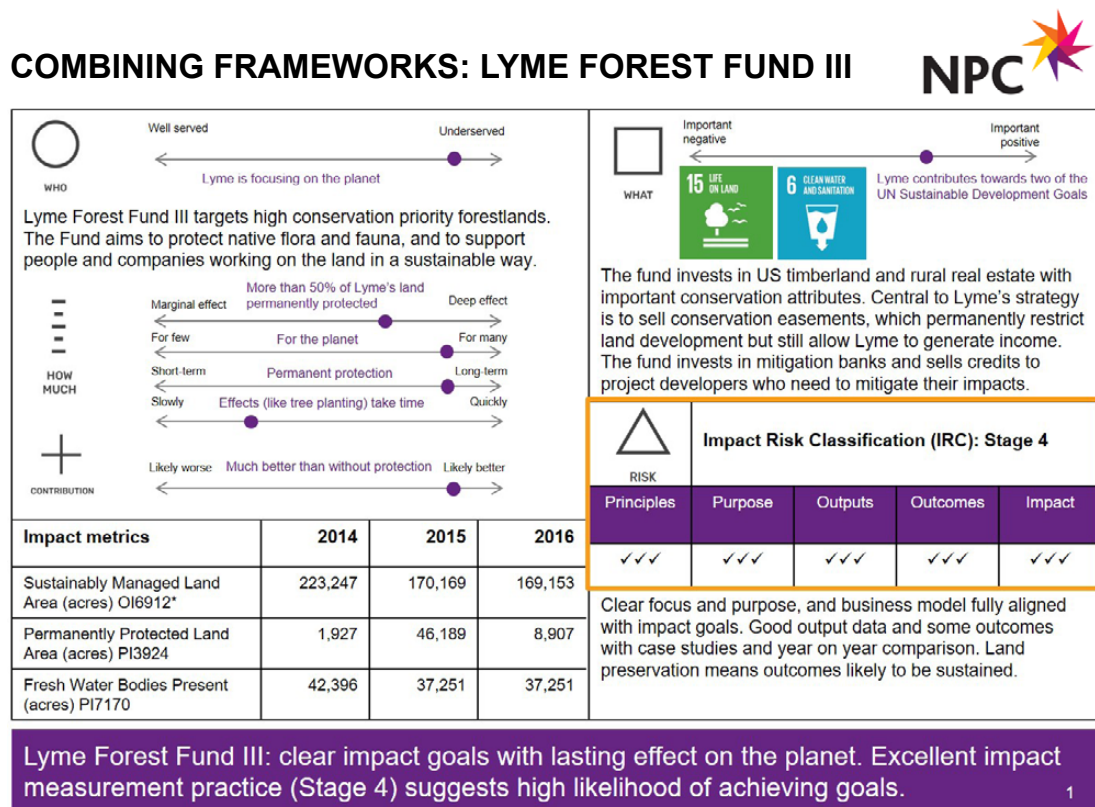 COMBINING FRAMEWORKS: LYME FOREST FUND III
NPC
WHO
Well served
Underserved
Lyme is focusing on the planet
Lyme Forest Fund III targets high conservation priority forestlands.
The Fund aims to protect native flora and fauna, and to support
people and companies working on the land in a sustainable way.
HOW
MUCH
More than 50% of Lyme's land
Marginal effect permanently protected Deep effect
For few For the planet For many
Short-term Permanent protection Long-term
Slowly Effects (like tree planting) take time Quickly
CONTRIBUTION
Likely worse Much better than without protection Likely better
Impact metrics 2014 2015 2016
Sustainably Managed Land
Area (acres) OI6912* 223,247 170,169 169,153
Permanently Protected Land
Area (acres) PI3924 1,927 46,189 8,907
Fresh Water Bodies Present
(acres) PI7170 42,396 37,251 37,251
WHAT
Important
negative
Important
positive
15 LIFE
ON LAND
6 CLEAN WATER
AND SANITATION
Lyme contributes towards two of the
UN Sustainable Development Goals
The fund invests in US timberland and rural real estate with
important conservation attributes. Central to Lyme's strategy
is to sell conservation easements, which permanently restrict
land development but still allow Lyme to generate income.
The fund invests in mitigation banks and sells credits to
project developers who need to mitigate their impacts.
RISK
Impact Risk Classification (IRC): Stage 4
Principles Purpose Outputs Outcomes Impact
✓✓✓ ✓✓✓ ✓✓✓ ✓✓✓ ✓✓✓
Clear focus and purpose, and business model fully aligned
with impact goals. Good output data and some outcomes
with case studies and year on year comparison. Land
preservation means outcomes likely to be sustained.
Lyme Forest Fund III: clear impact goals with lasting effect on the planet. Excellent impact
measurement practice (Stage 4) suggests high likelihood of achieving goals.
1